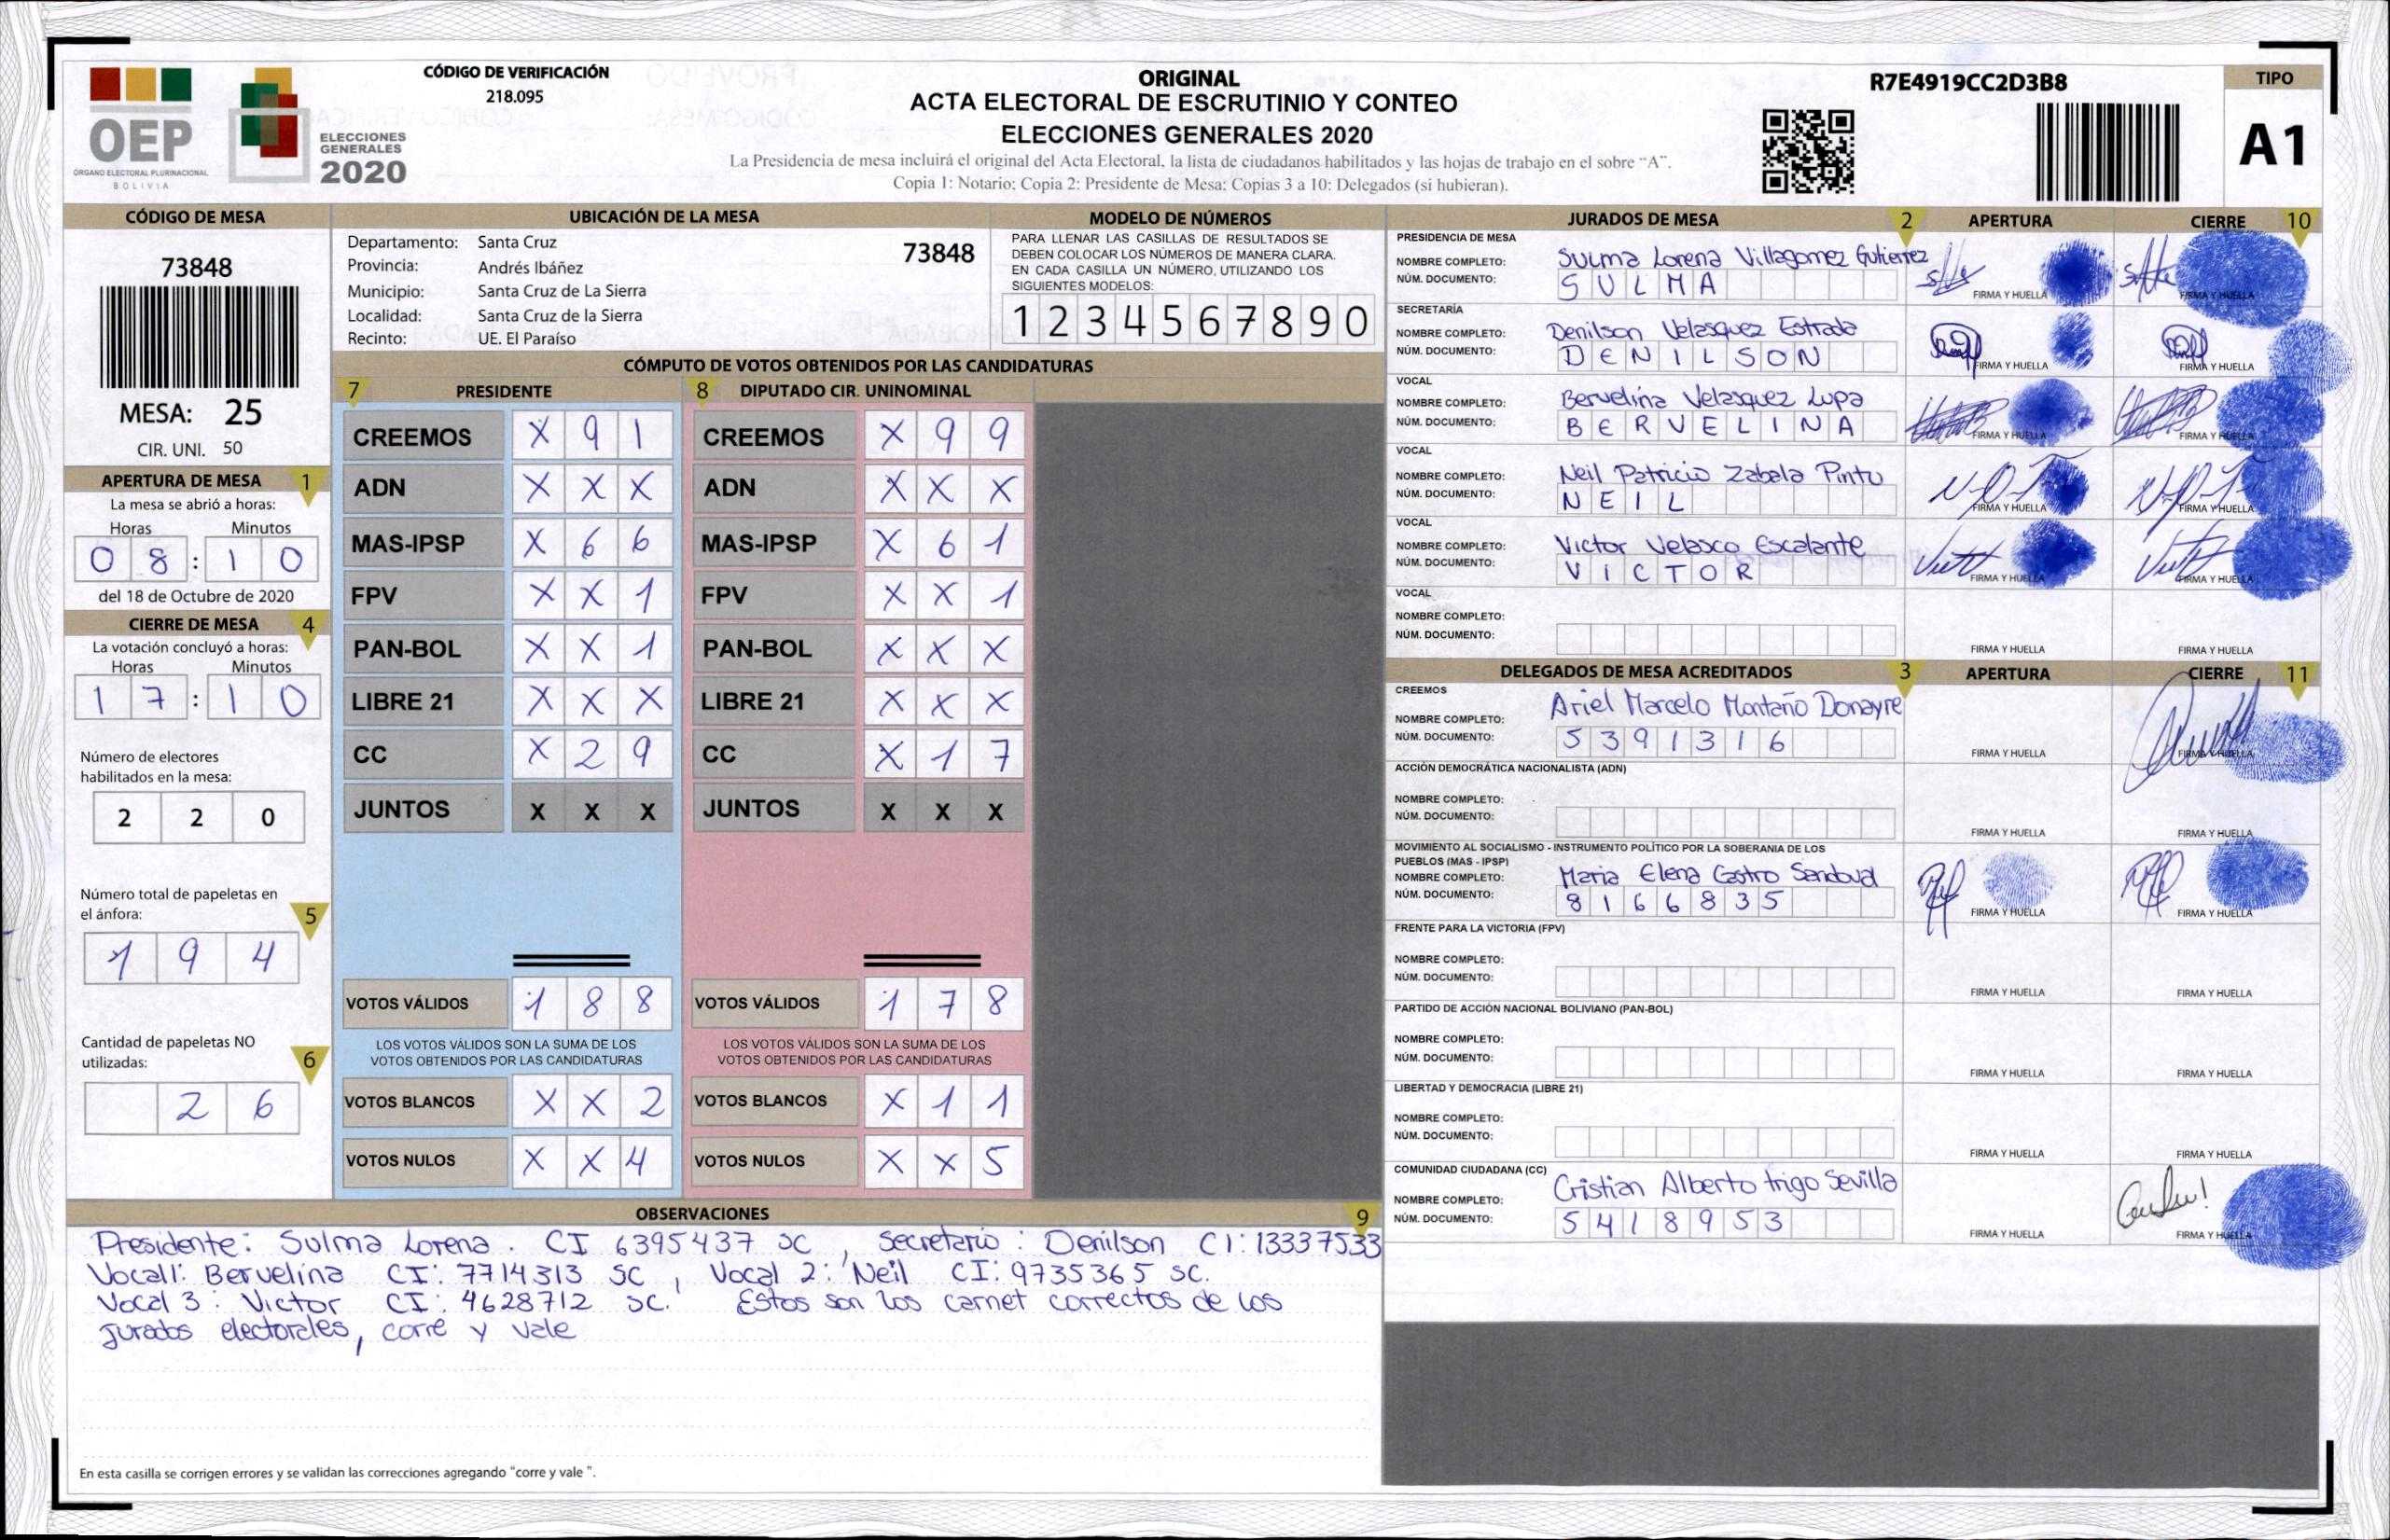 OEP
ÓRGANO ELECTORAL PLURINACIONAL
BOLIVIA
ELECCIONES
GENERALES
2020
CÓDIGO DE VERIFICACIÓN
218.095
ORIGINAL
ACTA ELECTORAL DE ESCRUTINIO Y CONTEO
ELECCIONES GENERALES 2020
La Presidencia de mesa incluirá el original del Acta Electoral, la lista de ciudadanos habilitados y las hojas de trabajo en el sobre "A".
Copia 1: Notario; Copia 2: Presidente de Mesa; Copias 3 a 10: Delegados (si hubieran).
R7E4919CC2D3B8
TIPO
A1
CÓDIGO DE MESA
73848
MESA: 25
CIR. UNI. 50
APERTURA DE MESA 1
La mesa se abrió a horas:
Horas Minutos
0 8 : 1 0
del 18 de Octubre de 2020
CIERRE DE MESA 4
La votación concluyó a horas:
Horas Minutos
1 7 : 1 0
Número de electores
habilitados en la mesa:
2 2 0
Número total de papeletas en
el ánfora: 5
1 9 4
Cantidad de papeletas NO
utilizadas: 6
2 6
UBICACIÓN DE LA MESA
Departamento: Santa Cruz
73848
Provincia: Andrés Ibáñez
Municipio: Santa Cruz de La Sierra
Localidad: Santa Cruz de la Sierra
Recinto: UE. El Paraíso
MODELO DE NÚMEROS
PARA LLENAR LAS CASILLAS DE RESULTADOS SE
DEBEN COLOCAR LOS NÚMEROS DE MANERA CLARA.
EN CADA CASILLA UN NÚMERO, UTILIZANDO LOS
SIGUIENTES MODELOS:
1 2 3 4 5 6 7 8 9 0
CÓMPUTO DE VOTOS OBTENIDOS POR LAS CANDIDATURAS
7 PRESIDENTE 8 DIPUTADO CIR. UNINOMINAL
CREEMOS X 9 1 CREEMOS X 9 9
ADN X X X ADN X X X
MAS-IPSP X 6 6 MAS-IPSP X 6 1
FPV X X 1 FPV X X 1
PAN-BOL X X 1 PAN-BOL X X X
LIBRE 21 X X X LIBRE 21 X X X
CC X 2 9 CC X 1 7
JUNTOS X X X JUNTOS X X X
VOTOS VÁLIDOS 1 8 8 VOTOS VÁLIDOS 1 7 8
LOS VOTOS VÁLIDOS SON LA SUMA DE LOS LOS VOTOS VÁLIDOS SON LA SUMA DE LOS
VOTOS OBTENIDOS POR LAS CANDIDATURAS VOTOS OBTENIDOS POR LAS CANDIDATURAS
VOTOS BLANCOS X X 2 VOTOS BLANCOS X 1 1
VOTOS NULOS X X 4 VOTOS NULOS X X 5
OBSERVACIONES 9
Presidente: Sulma Lorena. CI 6395437 SC, Secretario: Denilson CI: 13337533
Vocal1: Bervelina CI: 7714313 SC, Vocal 2: Neil CI: 9735365 SC.
Vocal 3: Victor CI: 4628712 SC. Estos son los carnet correctos de los
Jurados electorales, corre y vale
En esta casilla se corrigen errores y se validan las correcciones agregando "corre y vale ".
JURADOS DE MESA 2 APERTURA CIERRE 10
PRESIDENCIA DE MESA
NOMBRE COMPLETO: Sulma Lorena Villagomez Gutierrez
NÚM. DOCUMENTO: S U L M A
FIRMA Y HUELLA FIRMA Y HUELLA
SECRETARÍA
NOMBRE COMPLETO: Denilson Velasquez Estrada
NÚM. DOCUMENTO: D E N I L S O N
FIRMA Y HUELLA FIRMA Y HUELLA
VOCAL
NOMBRE COMPLETO: Bervelina Velasquez Lupa
NÚM. DOCUMENTO: B E R V E L I N A
FIRMA Y HUELLA FIRMA Y HUELLA
VOCAL
NOMBRE COMPLETO: Neil Patricio Zabala Pinto
NÚM. DOCUMENTO: N E I L
FIRMA Y HUELLA FIRMA Y HUELLA
VOCAL
NOMBRE COMPLETO: Victor Velasco Escalante
NÚM. DOCUMENTO: V I C T O R
FIRMA Y HUELLA FIRMA Y HUELLA
VOCAL
NOMBRE COMPLETO:
NÚM. DOCUMENTO:
FIRMA Y HUELLA FIRMA Y HUELLA
DELEGADOS DE MESA ACREDITADOS 3 APERTURA CIERRE 11
CREEMOS
NOMBRE COMPLETO: Ariel Marcelo Montaño Donayre
NÚM. DOCUMENTO: 5 3 9 1 3 1 6
FIRMA Y HUELLA FIRMA Y HUELLA
ACCIÓN DEMOCRÁTICA NACIONALISTA (ADN)
NOMBRE COMPLETO:
NÚM. DOCUMENTO:
FIRMA Y HUELLA FIRMA Y HUELLA
MOVIMIENTO AL SOCIALISMO - INSTRUMENTO POLÍTICO POR LA SOBERANIA DE LOS
PUEBLOS (MAS - IPSP)
NOMBRE COMPLETO: Maria Elena Castro Sandoval
NÚM. DOCUMENTO: 8 1 6 6 8 3 5
FIRMA Y HUELLA FIRMA Y HUELLA
FRENTE PARA LA VICTORIA (FPV)
NOMBRE COMPLETO:
NÚM. DOCUMENTO:
FIRMA Y HUELLA FIRMA Y HUELLA
PARTIDO DE ACCIÓN NACIONAL BOLIVIANO (PAN-BOL)
NOMBRE COMPLETO:
NÚM. DOCUMENTO:
FIRMA Y HUELLA FIRMA Y HUELLA
LIBERTAD Y DEMOCRACIA (LIBRE 21)
NOMBRE COMPLETO:
NÚM. DOCUMENTO:
FIRMA Y HUELLA FIRMA Y HUELLA
COMUNIDAD CIUDADANA (CC)
NOMBRE COMPLETO: Cristian Alberto trigo Sevilla
NÚM. DOCUMENTO: 5 4 1 8 9 5 3
FIRMA Y HUELLA FIRMA Y HUELLA